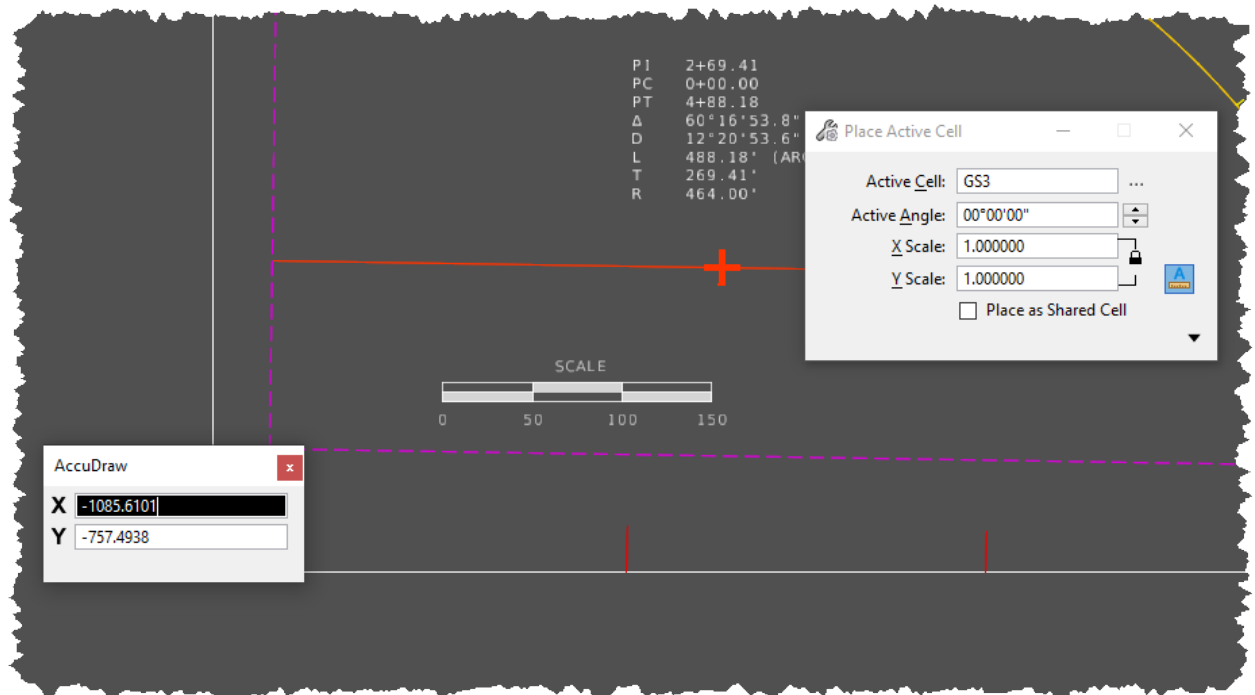 PI 2+69.41
PC 0+00.00
PT 4+88.18
Δ 60°16'53.8"
D 12°20'53.6"
L 488.18' (ARC
T 269.41'
R 464.00'
Place Active Cell
Active Cell: GS3 ...
Active Angle: 00°00'00"
X Scale: 1.000000
Y Scale: 1.000000
A
Place as Shared Cell
SCALE
0 50 100 150
AccuDraw x
X -1085.6101
Y -757.4938